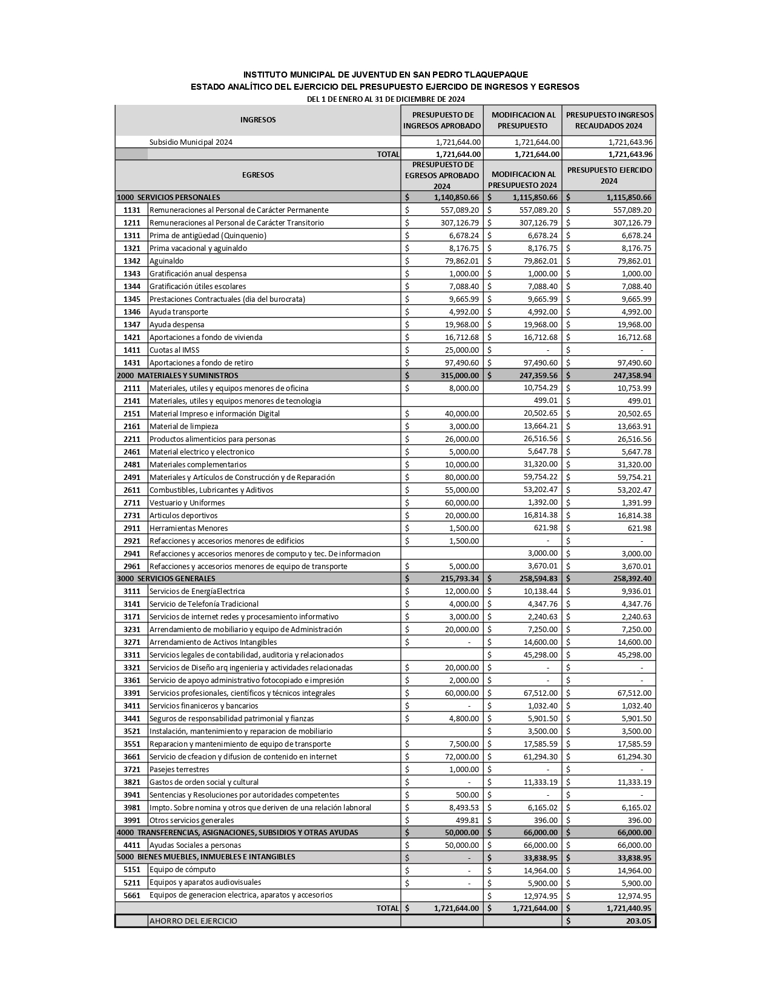 INSTITUTO MUNICIPAL DE JUVENTUD EN SAN PEDRO TLAQUEPAQUE
ESTADO ANALÍTICO DEL EJERCICIO DEL PRESUPUESTO EJERCIDO DE INGRESOS Y EGRESOS
DEL 1 DE ENERO AL 31 DE DICIEMBRE DE 2024
INGRESOS PRESUPUESTO DE INGRESOS APROBADO MODIFICACION AL PRESUPUESTO PRESUPUESTO INGRESOS RECAUDADOS 2024
Subsidio Municipal 2024 1,721,644.00 1,721,644.00 1,721,643.96
TOTAL 1,721,644.00 1,721,644.00 1,721,643.96
EGRESOS PRESUPUESTO DE EGRESOS APROBADO 2024 MODIFICACION AL PRESUPUESTO 2024 PRESUPUESTO EJERCIDO 2024
1000 SERVICIOS PERSONALES $ 1,140,850.66 $ 1,115,850.66 $ 1,115,850.66
1131 Remuneraciones al Personal de Carácter Permanente $ 557,089.20 $ 557,089.20 $ 557,089.20
1211 Remuneraciones al Personal de Carácter Transitorio $ 307,126.79 $ 307,126.79 $ 307,126.79
1311 Prima de antigüedad (Quinquenio) $ 6,678.24 $ 6,678.24 $ 6,678.24
1321 Prima vacacional y aguinaldo $ 8,176.75 $ 8,176.75 $ 8,176.75
1342 Aguinaldo $ 79,862.01 $ 79,862.01 $ 79,862.01
1343 Gratificación anual despensa $ 1,000.00 $ 1,000.00 $ 1,000.00
1344 Gratificación útiles escolares $ 7,088.40 $ 7,088.40 $ 7,088.40
1345 Prestaciones Contractuales (dia del burocrata) $ 9,665.99 $ 9,665.99 $ 9,665.99
1346 Ayuda transporte $ 4,992.00 $ 4,992.00 $ 4,992.00
1347 Ayuda despensa $ 19,968.00 $ 19,968.00 $ 19,968.00
1421 Aportaciones a fondo de vivienda $ 16,712.68 $ 16,712.68 $ 16,712.68
1411 Cuotas al IMSS $ 25,000.00 $ - $ -
1431 Aportaciones a fondo de retiro $ 97,490.60 $ 97,490.60 $ 97,490.60
2000 MATERIALES Y SUMINISTROS $ 315,000.00 $ 247,359.56 $ 247,358.94
2111 Materiales, utiles y equipos menores de oficina $ 8,000.00 10,754.29 $ 10,753.99
2141 Materiales, utiles y equipos menores de tecnologia 499.01 $ 499.01
2151 Material Impreso e información Digital $ 40,000.00 20,502.65 $ 20,502.65
2161 Material de limpieza $ 3,000.00 13,664.21 $ 13,663.91
2211 Productos alimenticios para personas $ 26,000.00 26,516.56 $ 26,516.56
2461 Material electrico y electronico $ 5,000.00 5,647.78 $ 5,647.78
2481 Materiales complementarios $ 10,000.00 31,320.00 $ 31,320.00
2491 Materiales y Artículos de Construcción y de Reparación $ 80,000.00 59,754.22 $ 59,754.21
2611 Combustibles, Lubricantes y Aditivos $ 55,000.00 53,202.47 $ 53,202.47
2711 Vestuario y Uniformes $ 60,000.00 1,392.00 $ 1,391.99
2731 Articulos deportivos $ 20,000.00 16,814.38 $ 16,814.38
2911 Herramientas Menores $ 1,500.00 621.98 $ 621.98
2921 Refacciones y accesorios menores de edificios $ 1,500.00 - $ -
2941 Refacciones y accesorios menores de computo y tec. De informacion 3,000.00 $ 3,000.00
2961 Refacciones y accesorios menores de equipo de transporte $ 5,000.00 3,670.01 $ 3,670.01
3000 SERVICIOS GENERALES $ 215,793.34 $ 258,594.83 $ 258,392.40
3111 Servicios de EnergíaElectrica $ 12,000.00 $ 10,138.44 $ 9,936.01
3141 Servicio de Telefonía Tradicional $ 4,000.00 $ 4,347.76 $ 4,347.76
3171 Servicios de internet redes y procesamiento informativo $ 3,000.00 $ 2,240.63 $ 2,240.63
3231 Arrendamiento de mobiliario y equipo de Administración $ 20,000.00 $ 7,250.00 $ 7,250.00
3271 Arrendamiento de Activos Intangibles $ - $ 14,600.00 $ 14,600.00
3311 Servicios legales de contabilidad, auditoria y relacionados $ 45,298.00 $ 45,298.00
3321 Servicios de Diseño arq ingenieria y actividades relacionadas $ 20,000.00 $ - $ -
3361 Servicio de apoyo administrativo fotocopiado e impresión $ 2,000.00 $ - $ -
3391 Servicios profesionales, científicos y técnicos integrales $ 60,000.00 $ 67,512.00 $ 67,512.00
3411 Servicios finaniceros y bancarios $ - $ 1,032.40 $ 1,032.40
3441 Seguros de responsabilidad patrimonial y fianzas $ 4,800.00 $ 5,901.50 $ 5,901.50
3521 Instalación, mantenimiento y reparacion de mobiliario $ 3,500.00 $ 3,500.00
3551 Reparacion y mantenimiento de equipo de transporte $ 7,500.00 $ 17,585.59 $ 17,585.59
3661 Servicio de cfeacion y difusion de contenido en internet $ 72,000.00 $ 61,294.30 $ 61,294.30
3721 Pasejes terrestres $ 1,000.00 $ - $ -
3821 Gastos de orden social y cultural $ - $ 11,333.19 $ 11,333.19
3941 Sentencias y Resoluciones por autoridades competentes $ 500.00 $ - $ -
3981 Impto. Sobre nomina y otros que deriven de una relación labnoral $ 8,493.53 $ 6,165.02 $ 6,165.02
3991 Otros servicios generales $ 499.81 $ 396.00 $ 396.00
4000 TRANSFERENCIAS, ASIGNACIONES, SUBSIDIOS Y OTRAS AYUDAS $ 50,000.00 $ 66,000.00 $ 66,000.00
4411 Ayudas Sociales a personas $ 50,000.00 $ 66,000.00 $ 66,000.00
5000 BIENES MUEBLES, INMUEBLES E INTANGIBLES $ - $ 33,838.95 $ 33,838.95
5151 Equipo de cómputo $ - $ 14,964.00 $ 14,964.00
5211 Equipos y aparatos audiovisuales $ - $ 5,900.00 $ 5,900.00
5661 Equipos de generacion electrica, aparatos y accesorios $ 12,974.95 $ 12,974.95
TOTAL $ 1,721,644.00 $ 1,721,644.00 $ 1,721,440.95
AHORRO DEL EJERCICIO $ 203.05